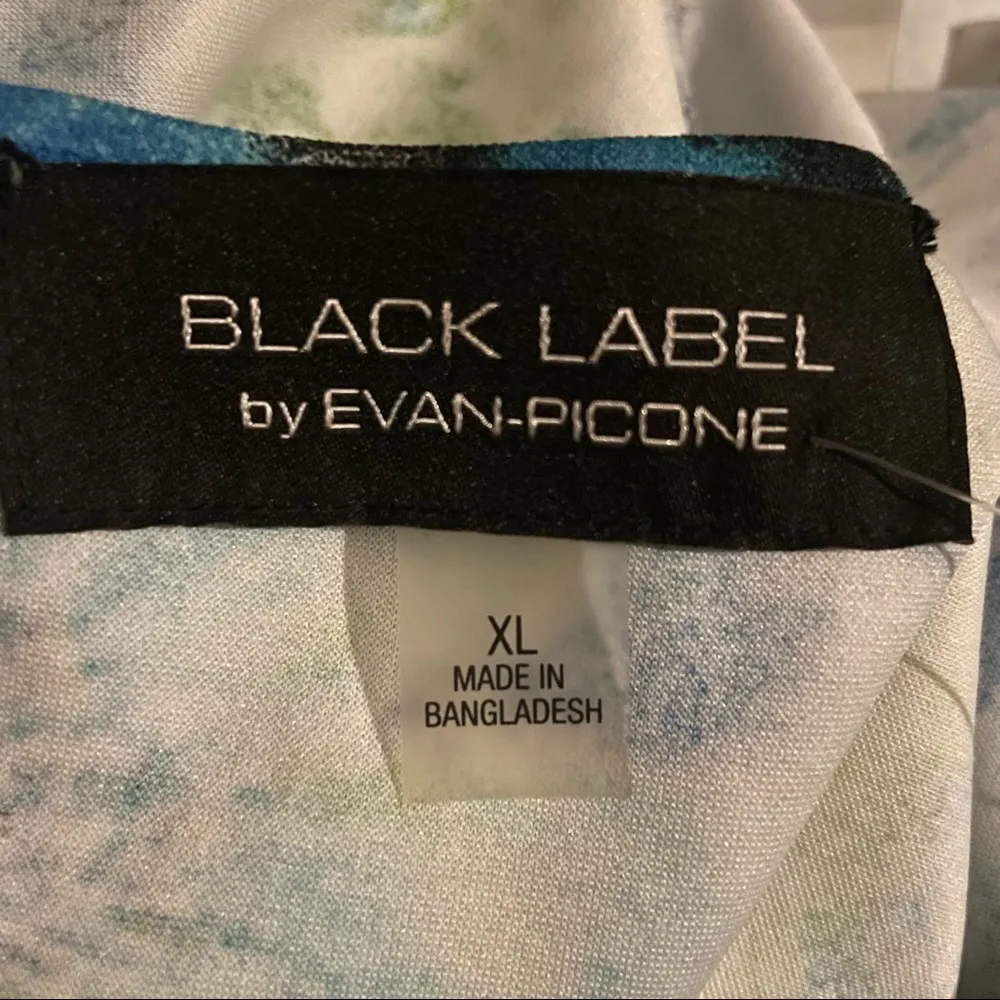 BLACK LABEL
by EVAN-PICONE
XL
MADE IN
BANGLADESH